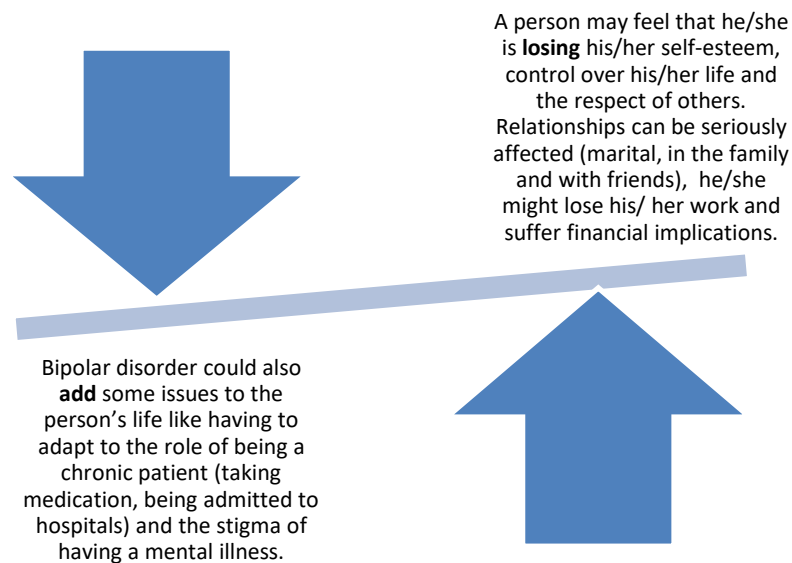 A person may feel that he/she
is losing his/her self-esteem,
control over his/her life and
the respect of others.
Relationships can be seriously
affected (marital, in the family
and with friends),  he/she
might lose his/ her work and
suffer financial implications.
Bipolar disorder could also
add some issues to the
person’s life like having to
adapt to the role of being a
chronic patient (taking
medication, being admitted to
hospitals) and the stigma of
having a mental illness.